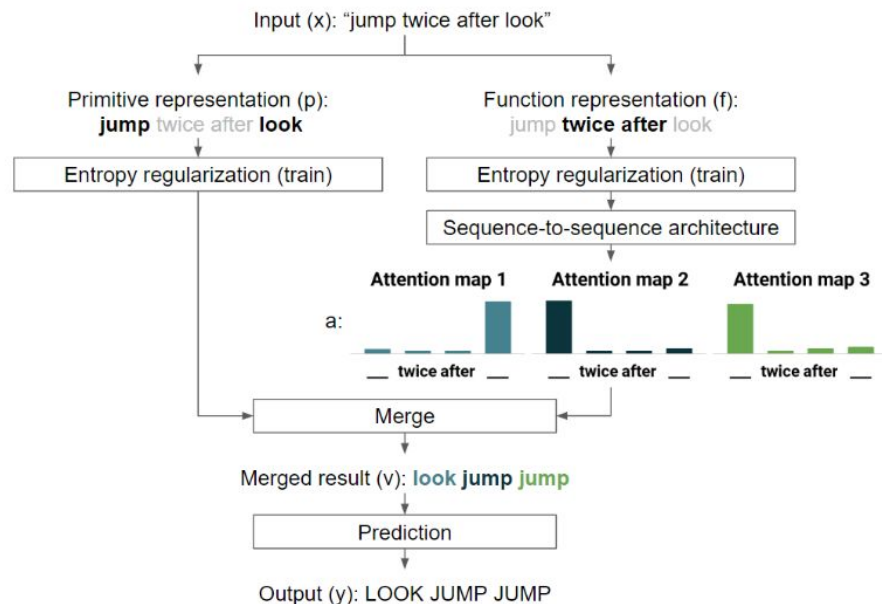 Input (x): “jump twice after look”
Primitive representation (p):
jump twice after look
Function representation (f):
jump twice after look
Entropy regularization (train)
Entropy regularization (train)
Sequence-to-sequence architecture
Attention map 1
Attention map 2
Attention map 3
a:
__ twice after __
__ twice after __
__ twice after __
Merge
Merged result (v): look jump jump
Prediction
Output (y): LOOK JUMP JUMP